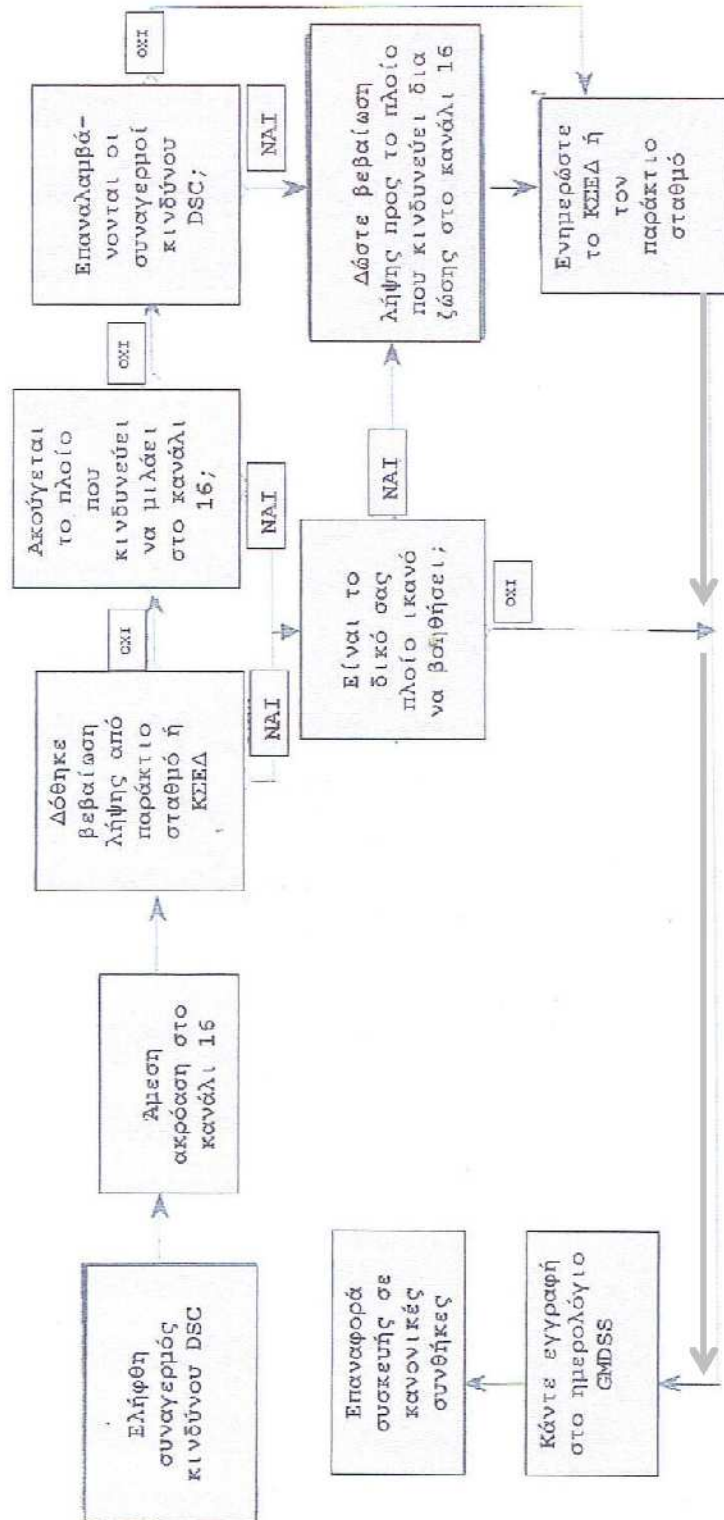 Ελήφθη
συναγερμός
κινδύνου DSC
Άμεση
ακρόαση στο
κανάλι 16
Δόθηκε
βεβαίωση
λήψης από
παράκτιο
σταθμό ή
ΚΣΕΔ
ΟΧΙ
ΝΑΙ
Ακούγεται
το πλοίο
που
κινδυνεύει
να μιλάει
στο κανάλι
16;
ΟΧΙ
ΝΑΙ
Επαναλαμβά-
νονται οι
συναγερμοί
κινδύνου
DSC;
ΟΧΙ
ΝΑΙ
Είναι το
δικό σας
πλοίο ικανό
να βοηθήσει;
ΝΑΙ
ΟΧΙ
Δώστε βεβαίωση
λήψης προς το πλοίο
που κινδυνεύει δια
ζώσης στο κανάλι 16
Ενημερώστε
το ΚΣΕΔ ή
τον
παράκτιο
σταθμό
Κάντε εγγραφή
στο ημερολόγιο
GMDSS
Επαναφορά
συσκευής σε
κανονικές
συνθήκες